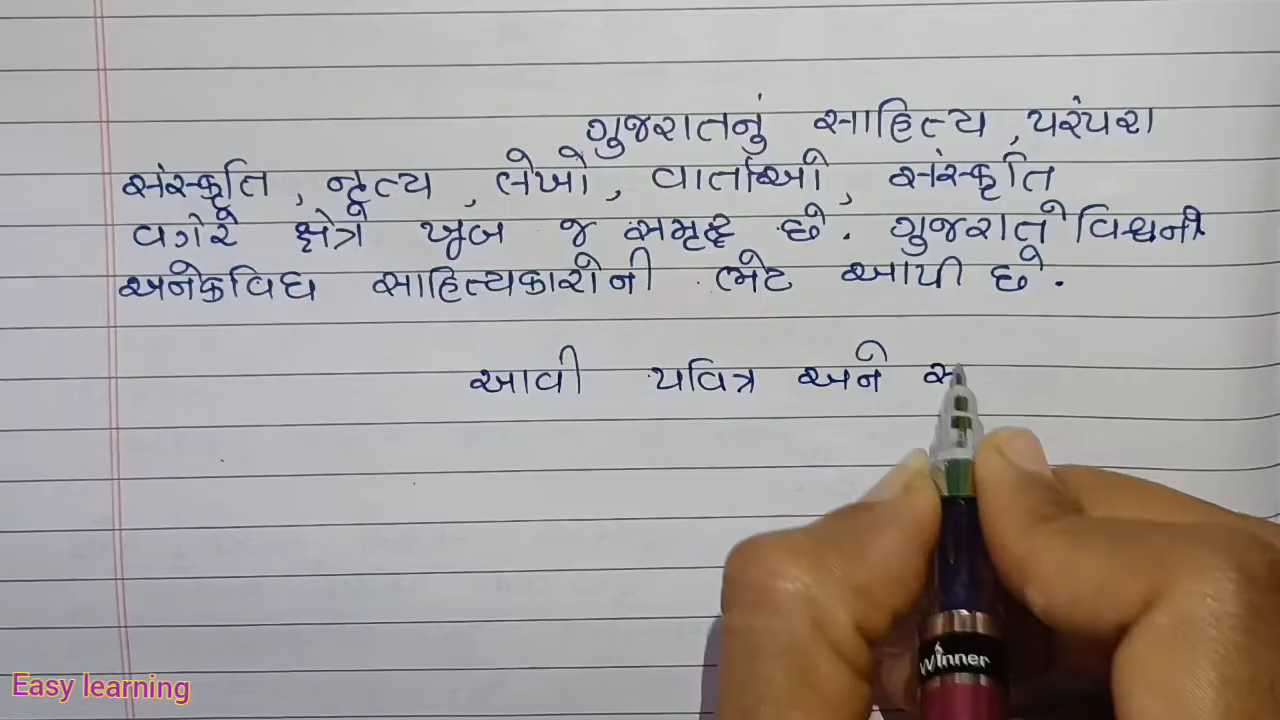 ગુજરાતનું સાહિત્ય , પરંપરા
સંસ્કૃતિ , નૃત્ય , લેખો , વાર્તાઓ , સંસ્કૃતિ
વગેરે ક્ષેત્રે ખૂબ જ સમૃદ્ધ છે. ગુજરાતે વિશ્વની
અનેકવિધ સાહિત્યકારોની ભેટ આપી છે.
આવી પવિત્ર અને સ
Winner
Easy learning